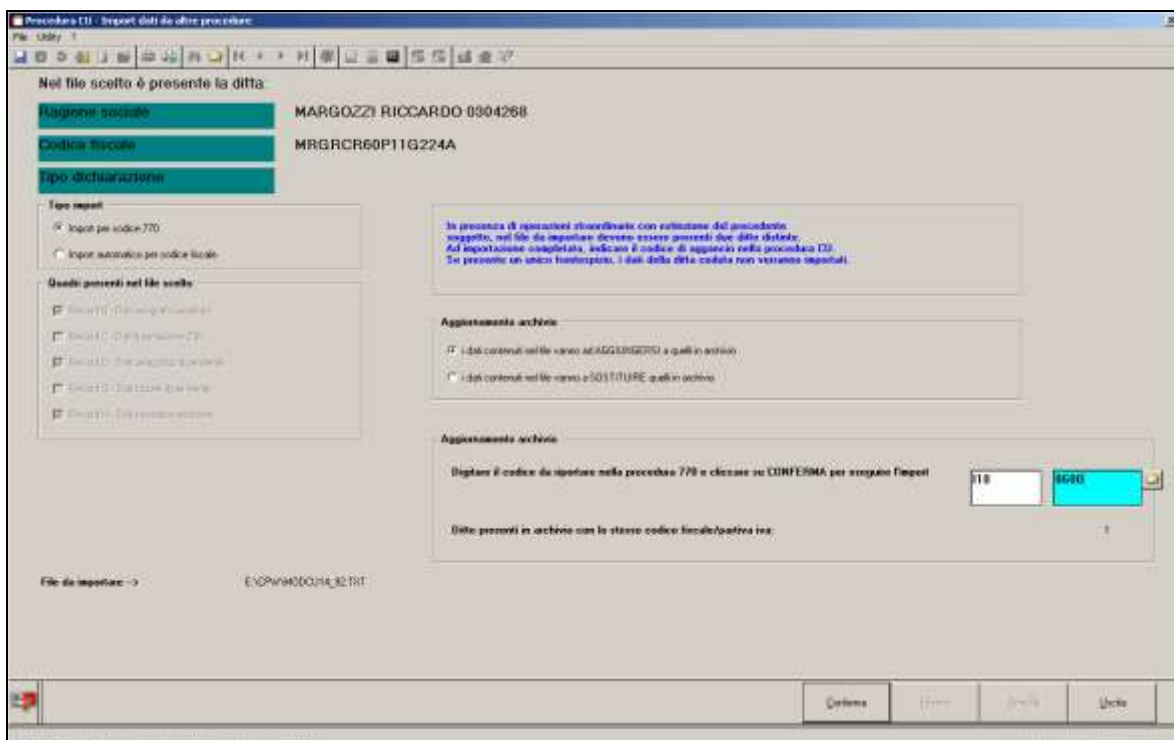 Procedura CU - Import dati da altre procedure
File Utility ?
Nel file scelto è presente la ditta:
Ragione sociale MARGOZZI RICCARDO 0304268
Codice fiscale MRGRCR60P11G224A
Tipo dichiarazione
Tipo import
Import per codice 770
Import automatico per codice fiscale
In presenza di operazioni straordinarie con estinzione del precedente
soggetto, nel file da importare devono essere presenti due ditte distinte.
Ad importazione completata, indicare il codice di aggancio nella procedura CU.
Se presente un unico frontespizio, i dati della ditta ceduta non verranno importati.
Quadri presenti nel file scelto
Aggiornamento archivio
i dati contenuti nel file vanno ad AGGIUNGERSI a quelli in archivio
i dati contenuti nel file vanno a SOSTITUIRE quelli in archivio
Aggiornamento archivio
Digitare il codice da riportare nella procedura 770 e cliccare su CONFERMA per eseguire l'import
Ditte presenti in archivio con lo stesso codice fiscale/partiva iva:
File da importare -->
Conferma Uscita